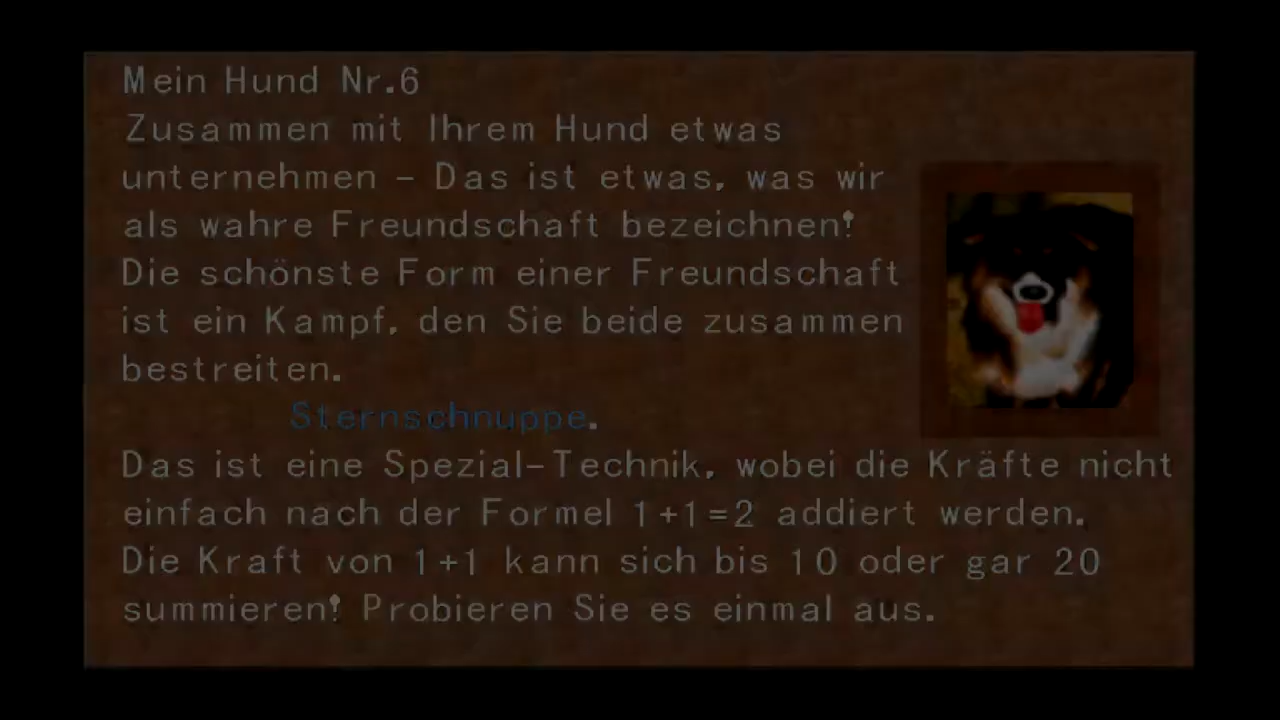 Mein Hund Nr.6
Zusammen mit Ihrem Hund etwas
unternehmen - Das ist etwas, was wir
als wahre Freundschaft bezeichnen!
Die schönste Form einer Freundschaft
ist ein Kampf, den Sie beide zusammen
bestreiten.
Sternschnuppe.
Das ist eine Spezial-Technik, wobei die Kräfte nicht
einfach nach der Formel 1+1=2 addiert werden.
Die Kraft von 1+1 kann sich bis 10 oder gar 20
summieren! Probieren Sie es einmal aus.